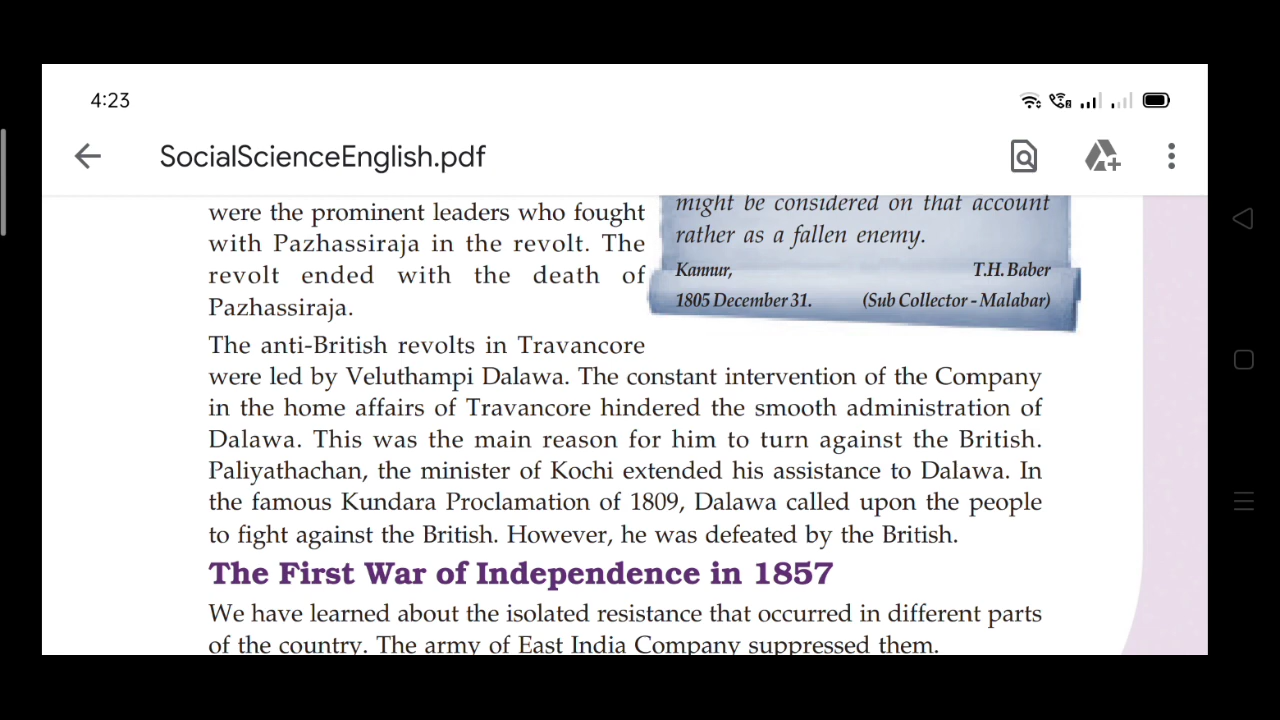 4:23
SocialScienceEnglish.pdf
were the prominent leaders who fought
with Pazhassiraja in the revolt. The
revolt ended with the death of
Pazhassiraja.
might be considered on that account
rather as a fallen enemy.
Kannur, T.H. Baber
1805 December 31. (Sub Collector - Malabar)
The anti-British revolts in Travancore
were led by Veluthampi Dalawa. The constant intervention of the Company
in the home affairs of Travancore hindered the smooth administration of
Dalawa. This was the main reason for him to turn against the British.
Paliyathachan, the minister of Kochi extended his assistance to Dalawa. In
the famous Kundara Proclamation of 1809, Dalawa called upon the people
to fight against the British. However, he was defeated by the British.
The First War of Independence in 1857
We have learned about the isolated resistance that occurred in different parts
of the country. The army of East India Company suppressed them.